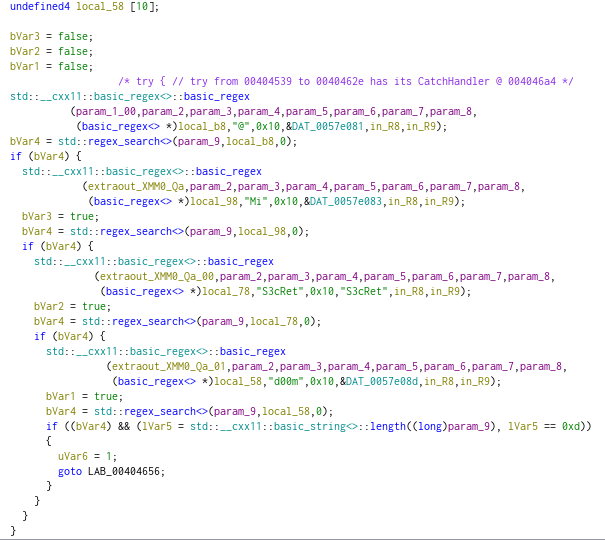 undefined4 local_58 [10];
bVar3 = false;
bVar2 = false;
bVar1 = false;
/* try { // try from 00404539 to 0040462e has its CatchHandler @ 004046a4 */
std::__cxx11::basic_regex<>::basic_regex
(param_1_00,param_2,param_3,param_4,param_5,param_6,param_7,param_8,
(basic_regex<> *)local_b8,"@",0x10,&DAT_0057e081,in_R8,in_R9);
bVar4 = std::regex_search<>(param_9,local_b8,0);
if (bVar4) {
std::__cxx11::basic_regex<>::basic_regex
(extraout_XMM0_Qa,param_2,param_3,param_4,param_5,param_6,param_7,param_8,
(basic_regex<> *)local_98,"Mi",0x10,&DAT_0057e083,in_R8,in_R9);
bVar3 = true;
bVar4 = std::regex_search<>(param_9,local_98,0);
if (bVar4) {
std::__cxx11::basic_regex<>::basic_regex
(extraout_XMM0_Qa_00,param_2,param_3,param_4,param_5,param_6,param_7,param_8,
(basic_regex<> *)local_78,"S3cRet",0x10,"S3cRet",in_R8,in_R9);
bVar2 = true;
bVar4 = std::regex_search<>(param_9,local_78,0);
if (bVar4) {
std::__cxx11::basic_regex<>::basic_regex
(extraout_XMM0_Qa_01,param_2,param_3,param_4,param_5,param_6,param_7,param_8,
(basic_regex<> *)local_58,"d00m",0x10,&DAT_0057e08d,in_R8,in_R9);
bVar1 = true;
bVar4 = std::regex_search<>(param_9,local_58,0);
if ((bVar4) && (lVar5 = std::__cxx11::basic_string<>::length((long)param_9), lVar5 == 0xd))
{
uVar6 = 1;
goto LAB_00404656;
}
}
}
}